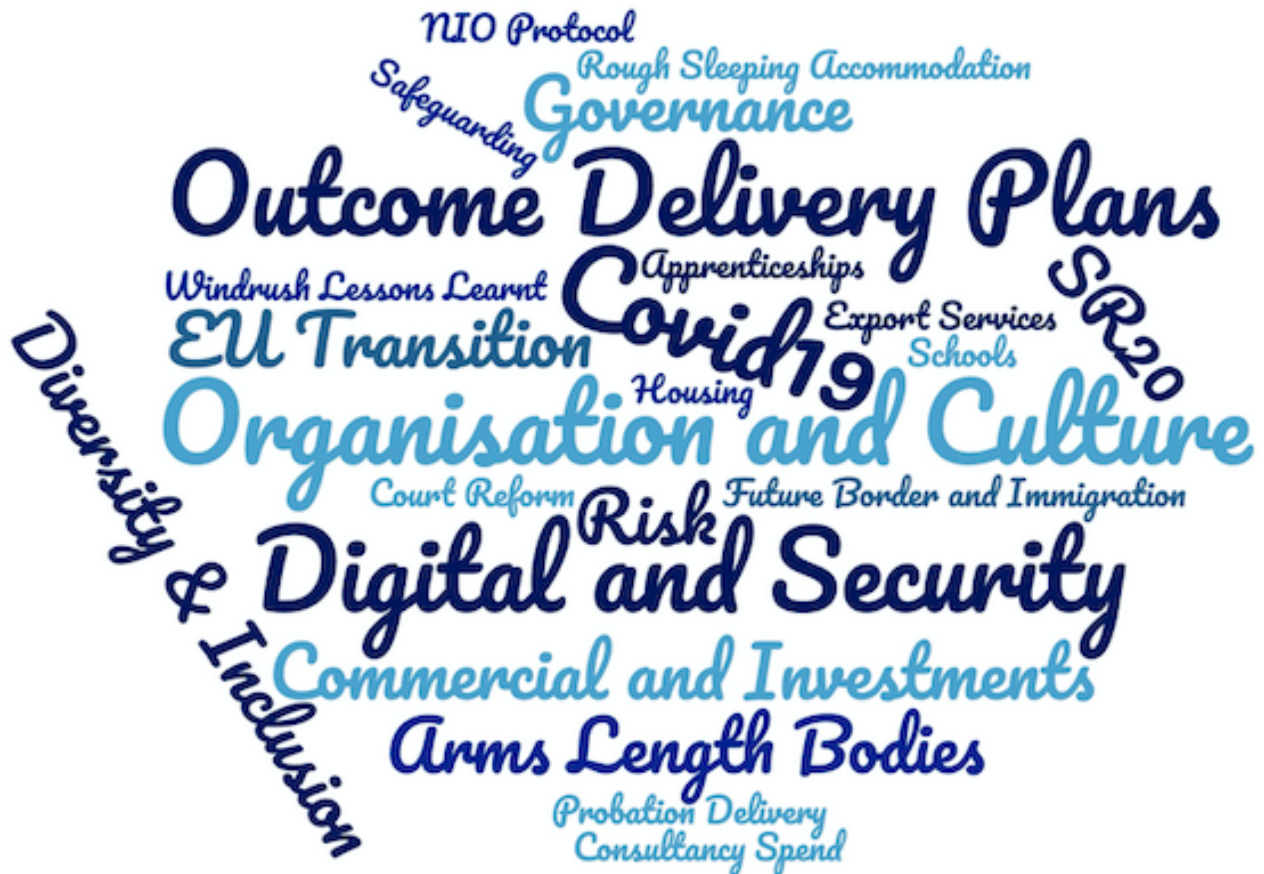 NIO Protocol
Rough Sleeping Accommodation
Safeguarding
Governance
Outcome Delivery Plans
Apprenticeships
SR20
Windrush Lessons Learnt
Covid19
Export Services
EU Transition
Schools
Diversity & Inclusion
Housing
Organisation and Culture
Court Reform
Risk
Future Border and Immigration
Digital and Security
Commercial and Investments
Arms Length Bodies
Probation Delivery
Consultancy Spend